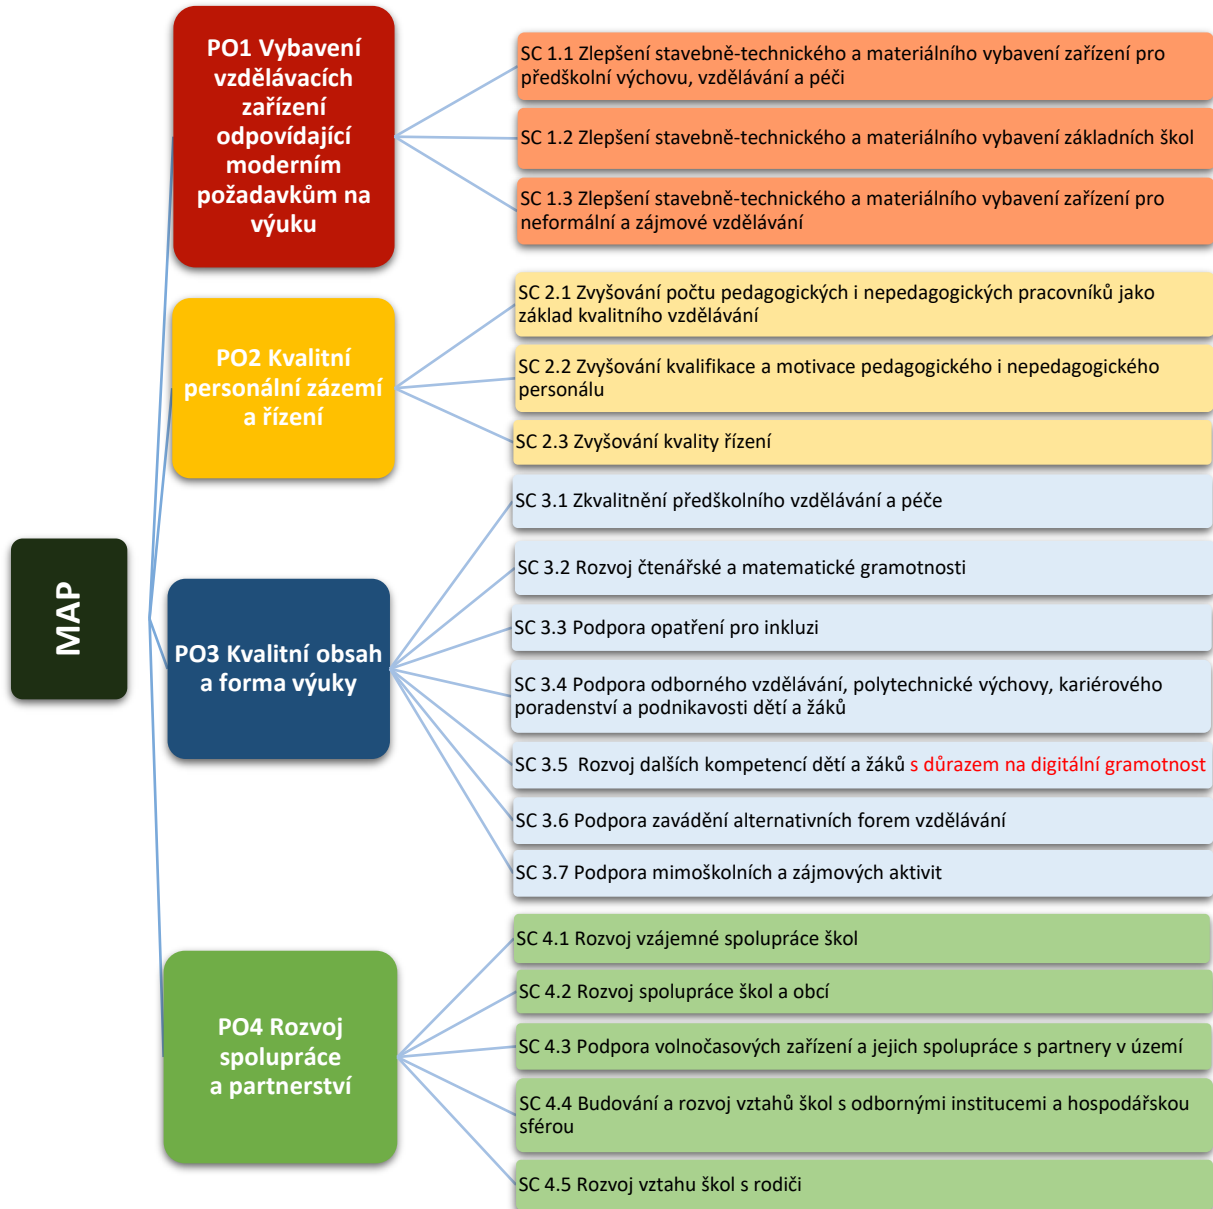 MAP
PO1 Vybavení
vzdělávacích
zařízení
odpovídající
moderním
požadavkům na
výuku
SC 1.1 Zlepšení stavebně-technického a materiálního vybavení zařízení pro
předškolní výchovu, vzdělávání a péči
SC 1.2 Zlepšení stavebně-technického a materiálního vybavení základních škol
SC 1.3 Zlepšení stavebně-technického a materiálního vybavení zařízení pro
neformální a zájmové vzdělávání
PO2 Kvalitní
personální zázemí
a řízení
SC 2.1 Zvyšování počtu pedagogických i nepedagogických pracovníků jako
základ kvalitního vzdělávání
SC 2.2 Zvyšování kvalifikace a motivace pedagogického i nepedagogického
personálu
SC 2.3 Zvyšování kvality řízení
PO3 Kvalitní obsah
a forma výuky
SC 3.1 Zkvalitnění předškolního vzdělávání a péče
SC 3.2 Rozvoj čtenářské a matematické gramotnosti
SC 3.3 Podpora opatření pro inkluzi
SC 3.4 Podpora odborného vzdělávání, polytechnické výchovy, kariérového
poradenství a podnikavosti dětí a žáků
SC 3.5 Rozvoj dalších kompetencí dětí a žáků s důrazem na digitální gramotnost
SC 3.6 Podpora zavádění alternativních forem vzdělávání
SC 3.7 Podpora mimoškolních a zájmových aktivit
PO4 Rozvoj
spolupráce
a partnerství
SC 4.1 Rozvoj vzájemné spolupráce škol
SC 4.2 Rozvoj spolupráce škol a obcí
SC 4.3 Podpora volnočasových zařízení a jejich spolupráce s partnery v území
SC 4.4 Budování a rozvoj vztahů škol s odbornými institucemi a hospodářskou
sférou
SC 4.5 Rozvoj vztahu škol s rodiči